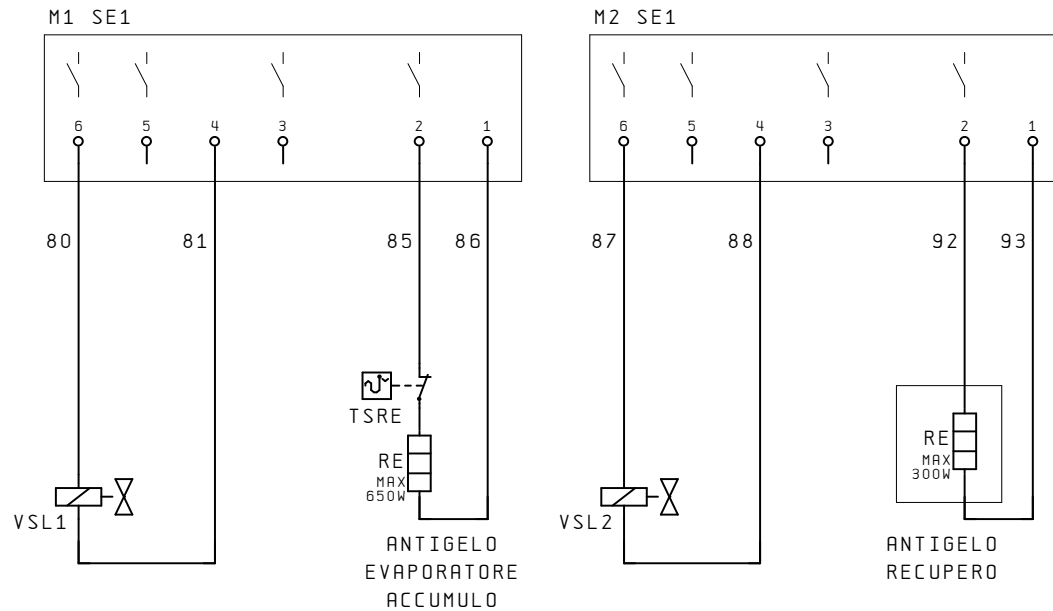 M1 SE1
M2 SE1
6 5 4 3 2 1
6 5 4 3 2 1
80 81 85 86
87 88 92 93
TSRE
RE
MAX
650W
RE
MAX
300W
VSL1
VSL2
ANTIGELO
EVAPORATORE
ACCUMULO
ANTIGELO
RECUPERO